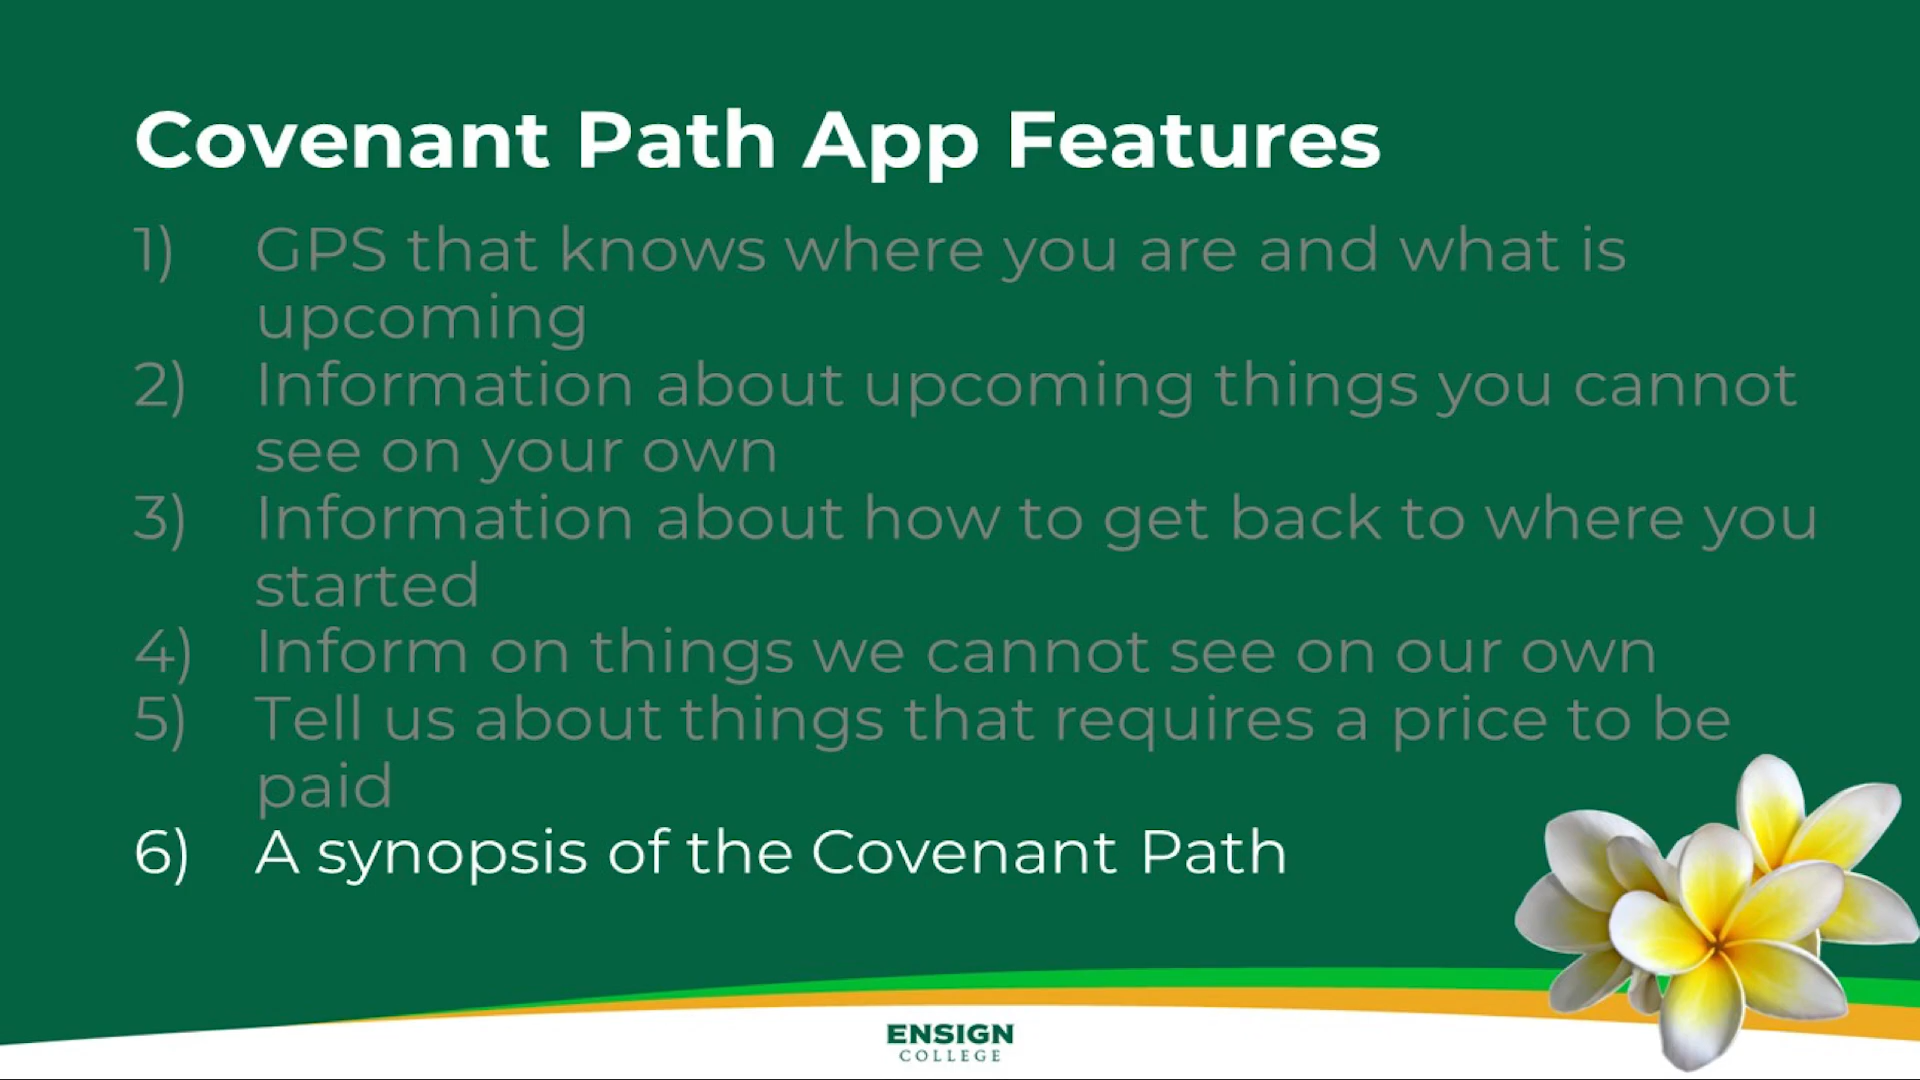 Covenant Path App Features
1) GPS that knows where you are and what is
upcoming
2) Information about upcoming things you cannot
see on your own
3) Information about how to get back to where you
started
4) Inform on things we cannot see on our own
5) Tell us about things that requires a price to be
paid
6) A synopsis of the Covenant Path
ENSIGN
COLLEGE